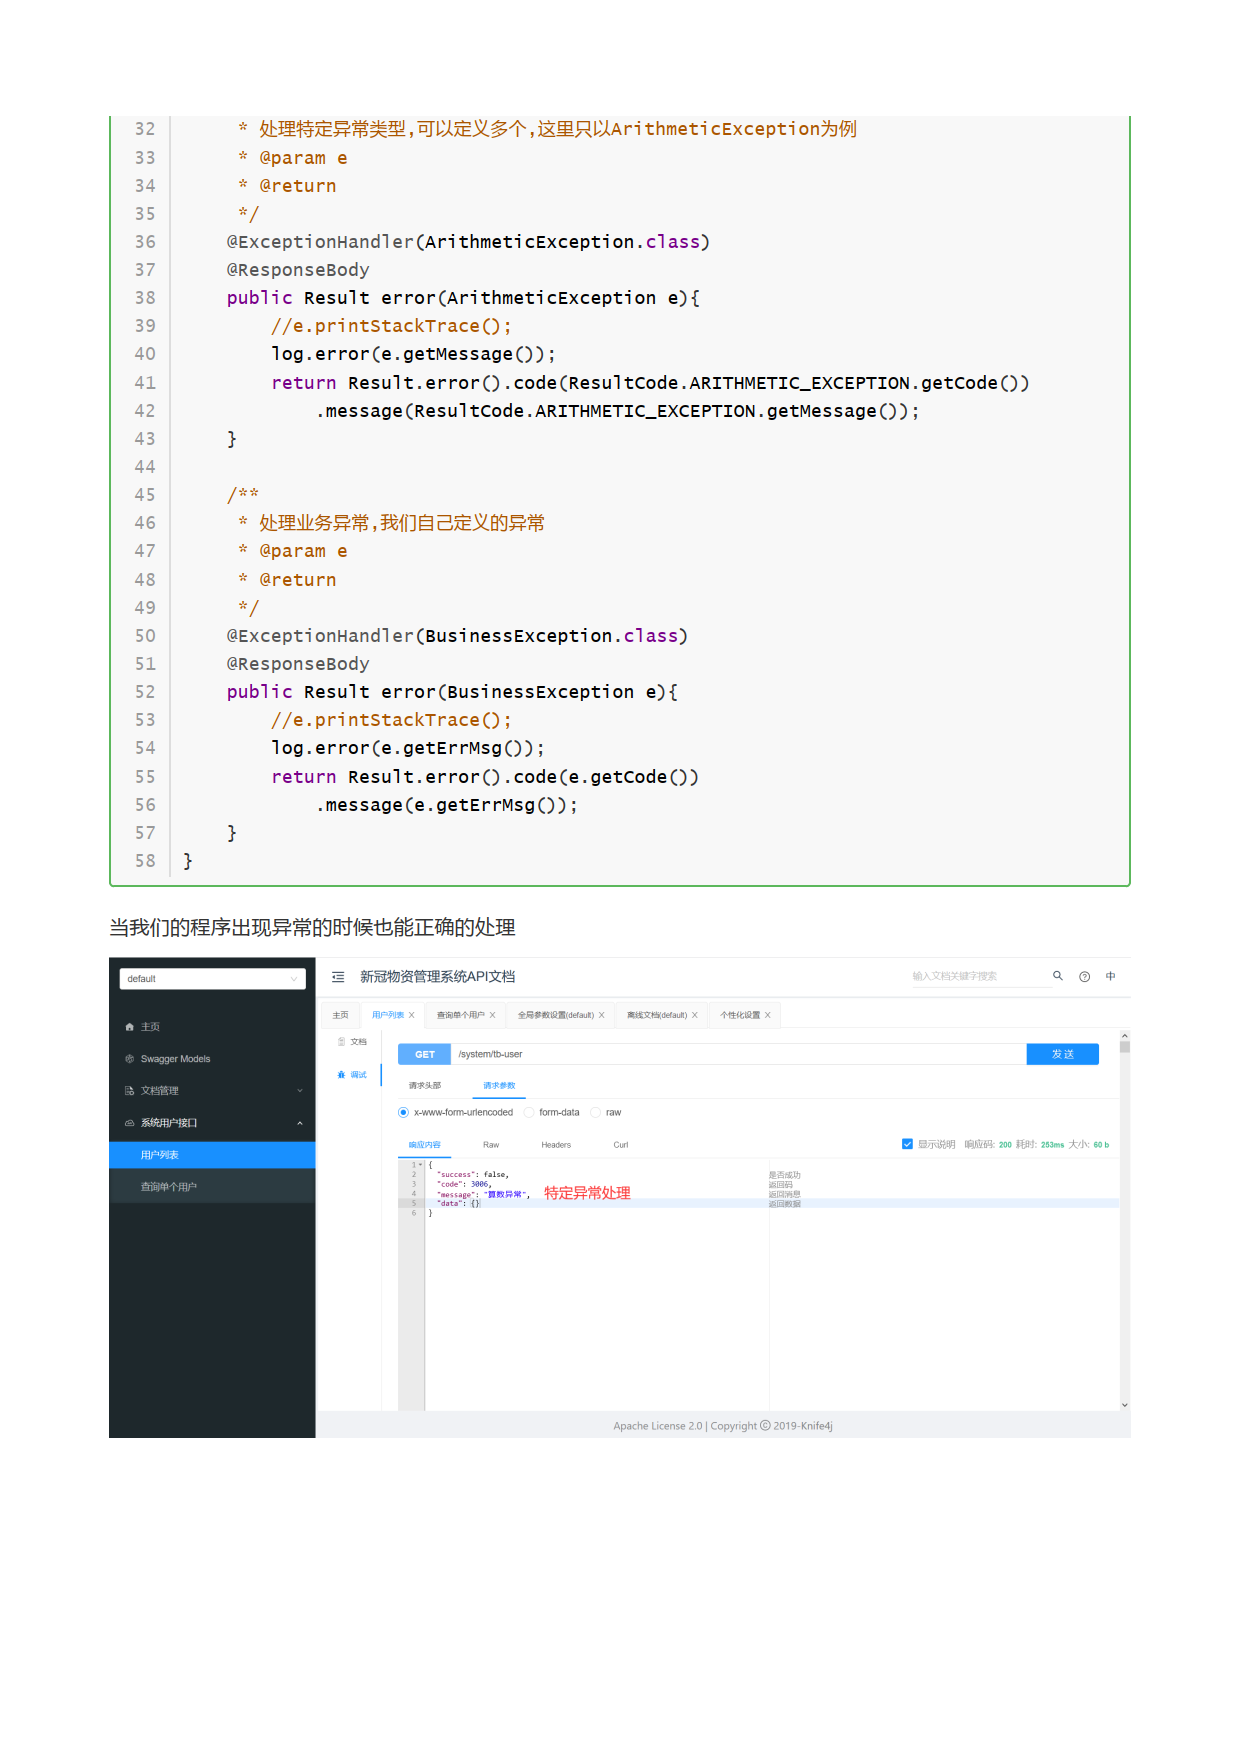 32 * 处理特定异常类型,可以定义多个,这里只以ArithmeticException为例
33 * @param e
34 * @return
35 */
36 @ExceptionHandler(ArithmeticException.class)
37 @ResponseBody
38 public Result error(ArithmeticException e){
39 //e.printStackTrace();
40 log.error(e.getMessage());
41 return Result.error().code(ResultCode.ARITHMETIC_EXCEPTION.getCode())
42 .message(ResultCode.ARITHMETIC_EXCEPTION.getMessage());
43 }
44
45 /**
46 * 处理业务异常,我们自己定义的异常
47 * @param e
48 * @return
49 */
50 @ExceptionHandler(BusinessException.class)
51 @ResponseBody
52 public Result error(BusinessException e){
53 //e.printStackTrace();
54 log.error(e.getErrMsg());
55 return Result.error().code(e.getCode())
56 .message(e.getErrMsg());
57 }
58 }
当我们的程序出现异常的时候也能正确的处理
default
新冠物资管理系统API文档
输入文档关键字搜索
中
主页
Swagger Models
文档管理
系统用户接口
用户列表
查询单个用户
主页 用户列表 × 查询单个用户 × 全局参数设置(default) × 离线文档(default) × 个性化设置 ×
文档
调试
GET /system/tb-user 发送
请求头部 请求参数
x-www-form-urlencoded form-data raw
响应内容 Raw Headers Curl
显示说明 响应码: 200 耗时: 253ms 大小: 60 b
1 {
2 "success": false, 是否成功
3 "code": 3006, 返回码
4 "message": "算数异常", 特定异常处理 返回消息
5 "data": {} 返回数据
6 }
Apache License 2.0 | Copyright © 2019-Knife4j